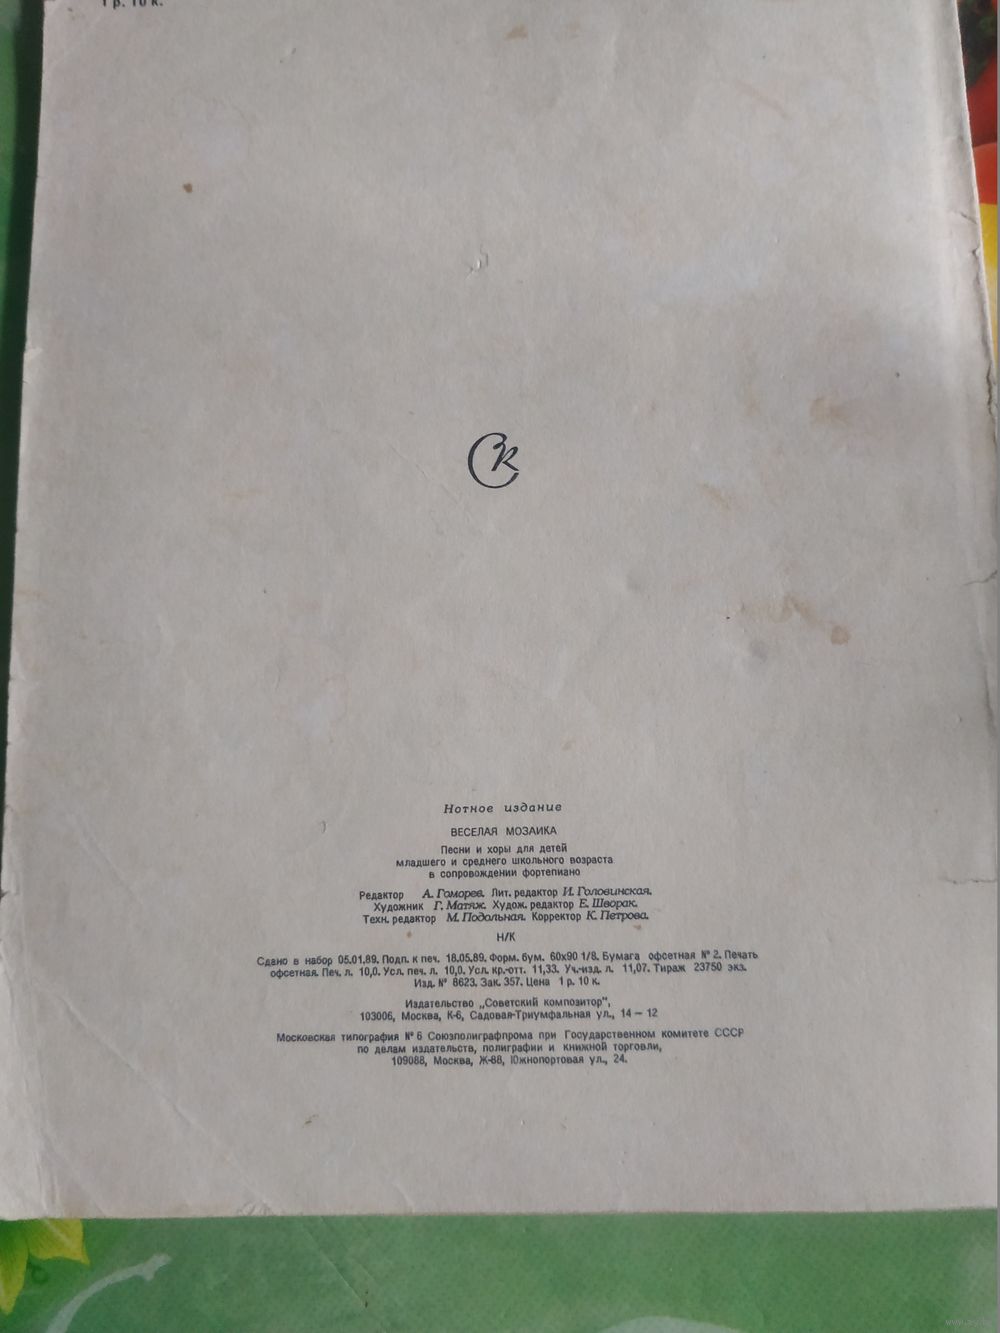 1 р. 10 к.
Ск
Нотное издание
ВЕСЕЛАЯ МОЗАИКА
Песни и хоры для детей
младшего и среднего школьного возраста
в сопровождении фортепиано
Редактор А. Гоморев. Лит. редактор И. Головинская.
Художник Г. Матяж. Худож. редактор Е. Шворак.
Техн. редактор М. Подольная. Корректор К. Петрова.
Н/К
Сдано в набор 05.01.89. Подп. к печ. 18.05.89. Форм. бум. 60х90 1/8. Бумага офсетная № 2. Печать
офсетная. Печ. л. 10,0. Усл. печ. л. 10,0. Усл. кр.-отт. 11,33. Уч.-изд. л. 11,07. Тираж 23750 экз.
Изд. № 8623. Зак. 357. Цена 1 р. 10 к.
Издательство „Советский композитор",
103006, Москва, К-6, Садовая-Триумфальная ул., 14 – 12
Московская типография № 6 Союзполиграфпрома при Государственном комитете СССР
по делам издательств, полиграфии и книжной торговли,
109088, Москва, Ж-88, Южнопортовая ул., 24.